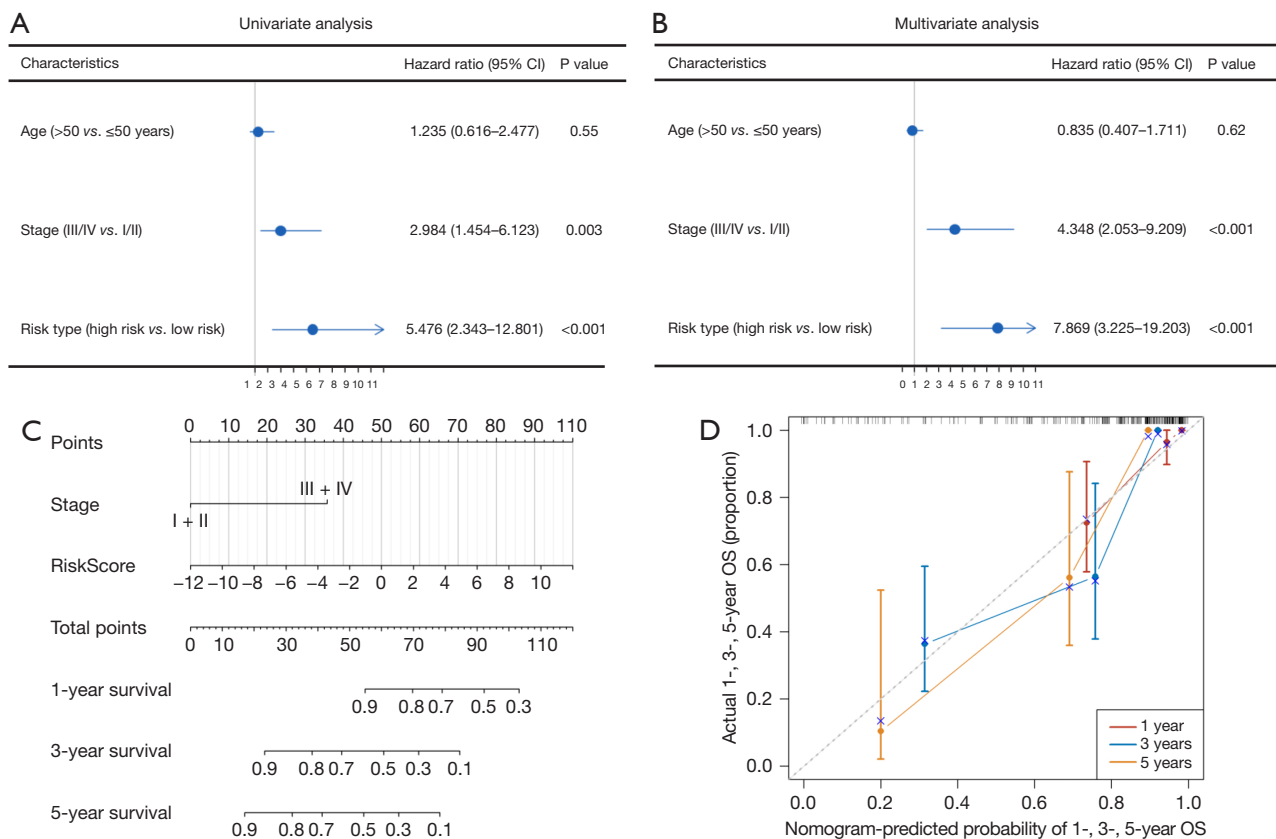 A
Univariate analysis
Characteristics Hazard ratio (95% CI) P value
Age (>50 vs. ≤50 years) 1.235 (0.616–2.477) 0.55
Stage (III/IV vs. I/II) 2.984 (1.454–6.123) 0.003
Risk type (high risk vs. low risk) 5.476 (2.343–12.801) <0.001
1 2 3 4 5 6 7 8 9 10 11
B
Multivariate analysis
Characteristics Hazard ratio (95% CI) P value
Age (>50 vs. ≤50 years) 0.835 (0.407–1.711) 0.62
Stage (III/IV vs. I/II) 4.348 (2.053–9.209) <0.001
Risk type (high risk vs. low risk) 7.869 (3.225–19.203) <0.001
0 1 2 3 4 5 6 7 8 9 10 11
C
0 10 20 30 40 50 60 70 80 90 100 110
Points
III + IV
Stage
I + II
RiskScore
−12 −10 −8 −6 −4 −2 0 2 4 6 8 10
Total points
0 10 20 30 40 50 60 70 80 90 110
1-year survival
0.9 0.8 0.7 0.5 0.3
3-year survival
0.9 0.8 0.7 0.5 0.3 0.1
5-year survival
0.9 0.8 0.7 0.5 0.3 0.1
D
Actual 1-, 3-, 5-year OS (proportion)
1.0
0.8
0.6
0.4
0.2
0.0
1 year
3 years
5 years
0.0 0.2 0.4 0.6 0.8 1.0
Nomogram-predicted probability of 1-, 3-, 5-year OS